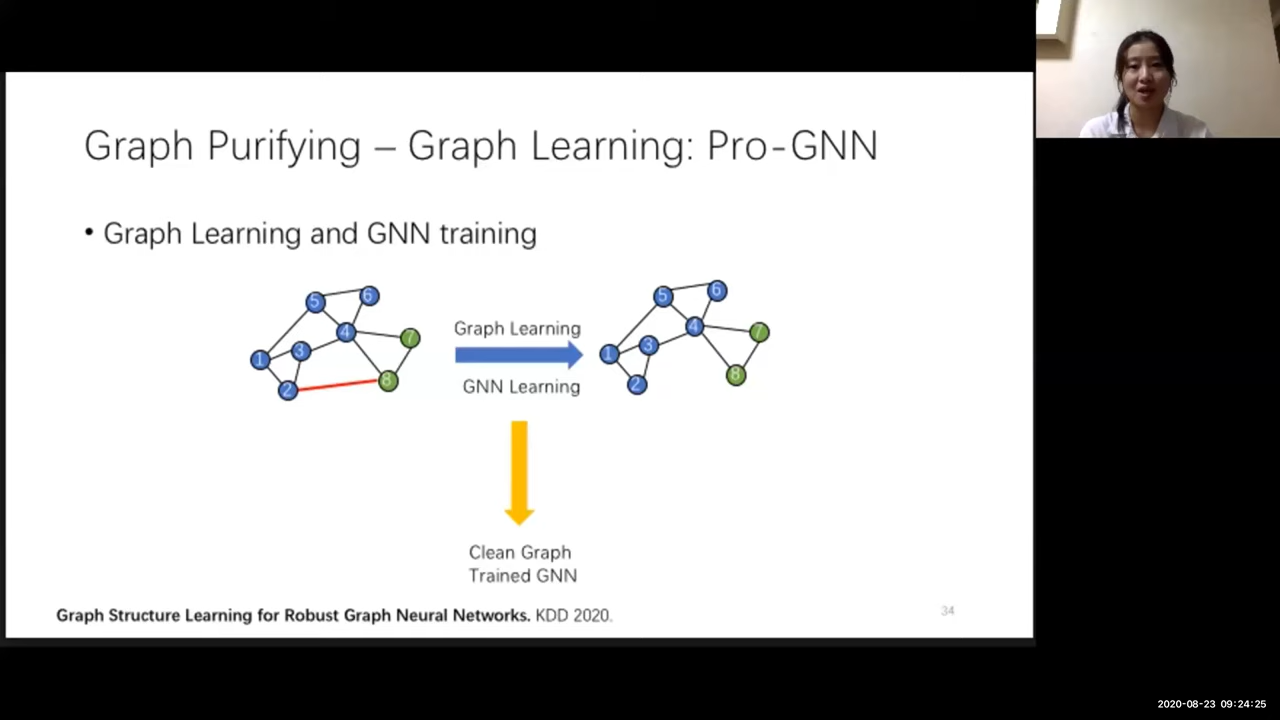 Graph Purifying – Graph Learning: Pro-GNN
• Graph Learning and GNN training
5 6 4 7 3 1 8 2
Graph Learning
GNN Learning
5 6 4 7 3 1 8 2
Clean Graph
Trained GNN
Graph Structure Learning for Robust Graph Neural Networks. KDD 2020.
34
2020-08-23 09:24:25